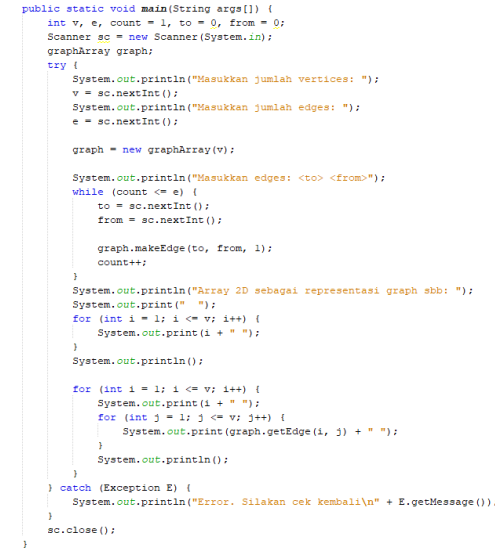 public static void main(String args[]) {
    int v, e, count = 1, to = 0, from = 0;
    Scanner sc = new Scanner(System.in);
    graphArray graph;
    try {
        System.out.println("Masukkan jumlah vertices: ");
        v = sc.nextInt();
        System.out.println("Masukkan jumlah edges: ");
        e = sc.nextInt();

        graph = new graphArray(v);

        System.out.println("Masukkan edges: <to> <from>");
        while (count <= e) {
            to = sc.nextInt();
            from = sc.nextInt();

            graph.makeEdge(to, from, 1);
            count++;
        }
        System.out.println("Array 2D sebagai representasi graph sbb: ");
        System.out.print("  ");
        for (int i = 1; i <= v; i++) {
            System.out.print(i + " ");
        }
        System.out.println();

        for (int i = 1; i <= v; i++) {
            System.out.print(i + " ");
            for (int j = 1; j <= v; j++) {
                System.out.print(graph.getEdge(i, j) + " ");
            }
            System.out.println();
        }
    } catch (Exception E) {
        System.out.println("Error. Silakan cek kembali\n" + E.getMessage())
    }
    sc.close();
}